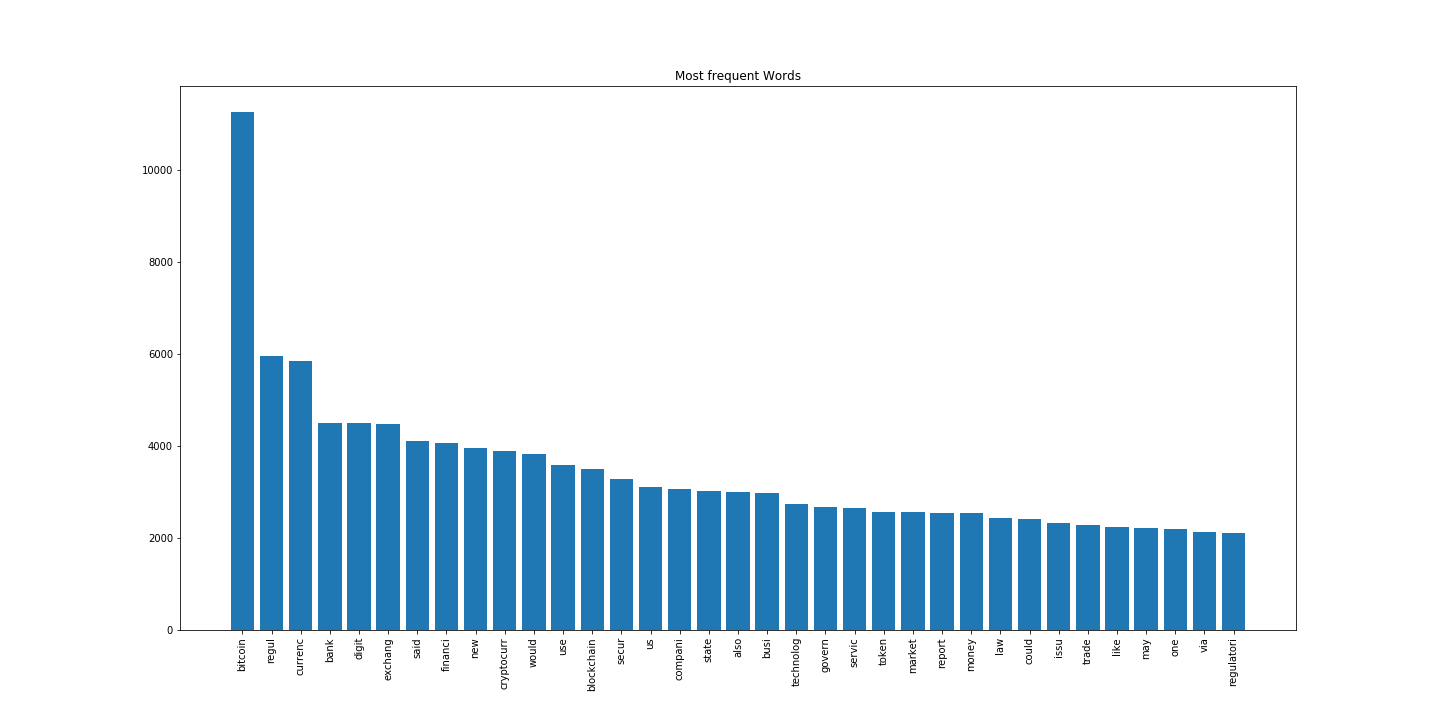 Most frequent Words
10000
8000
6000
4000
2000
0
bitcoin
regul
currenc
bank
digit
exchang
said
financi
new
cryptocurr
would
use
blockchain
secur
us
compani
state
also
busi
technolog
govern
servic
token
market
report
money
law
could
issu
trade
like
may
one
via
regulatori